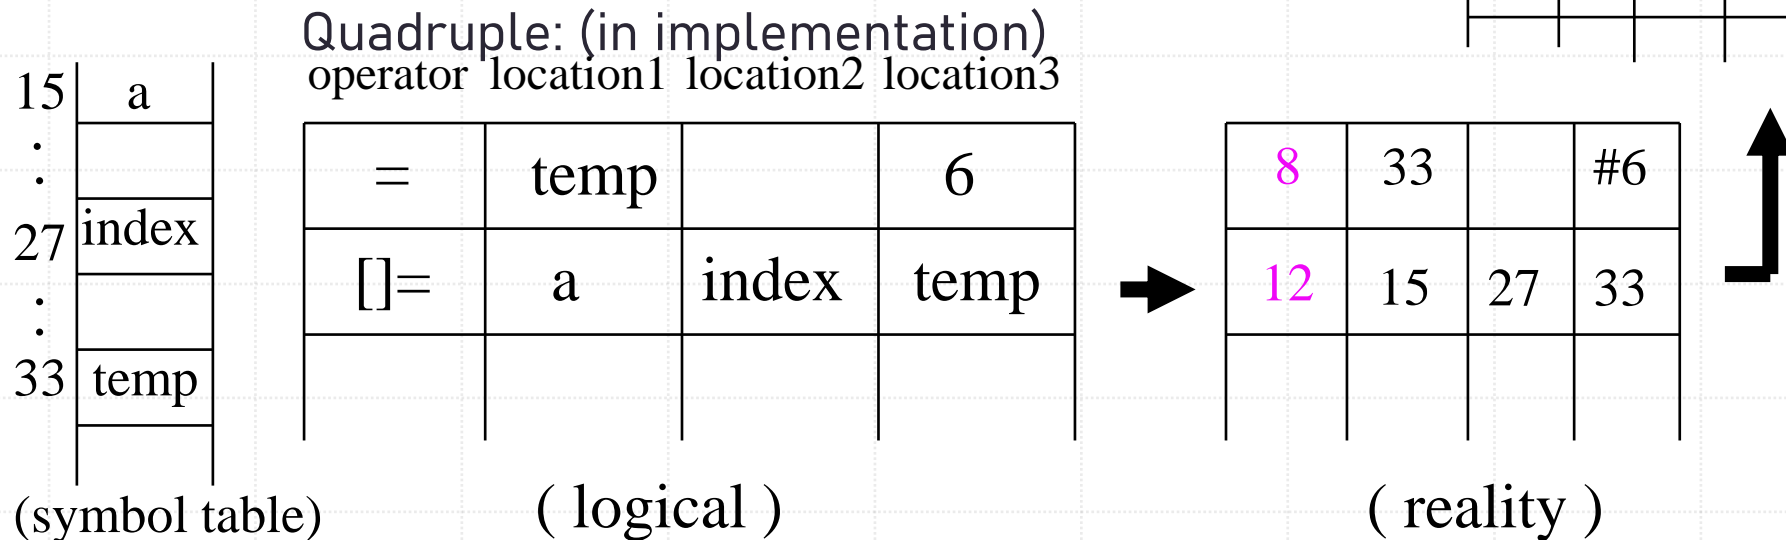 Quadruple: (in implementation)
operator location1 location2 location3
15 a
:
27 index
:
33 temp
(symbol table)
= temp 6
[]= a index temp
( logical )
8 33 #6
12 15 27 33
( reality )